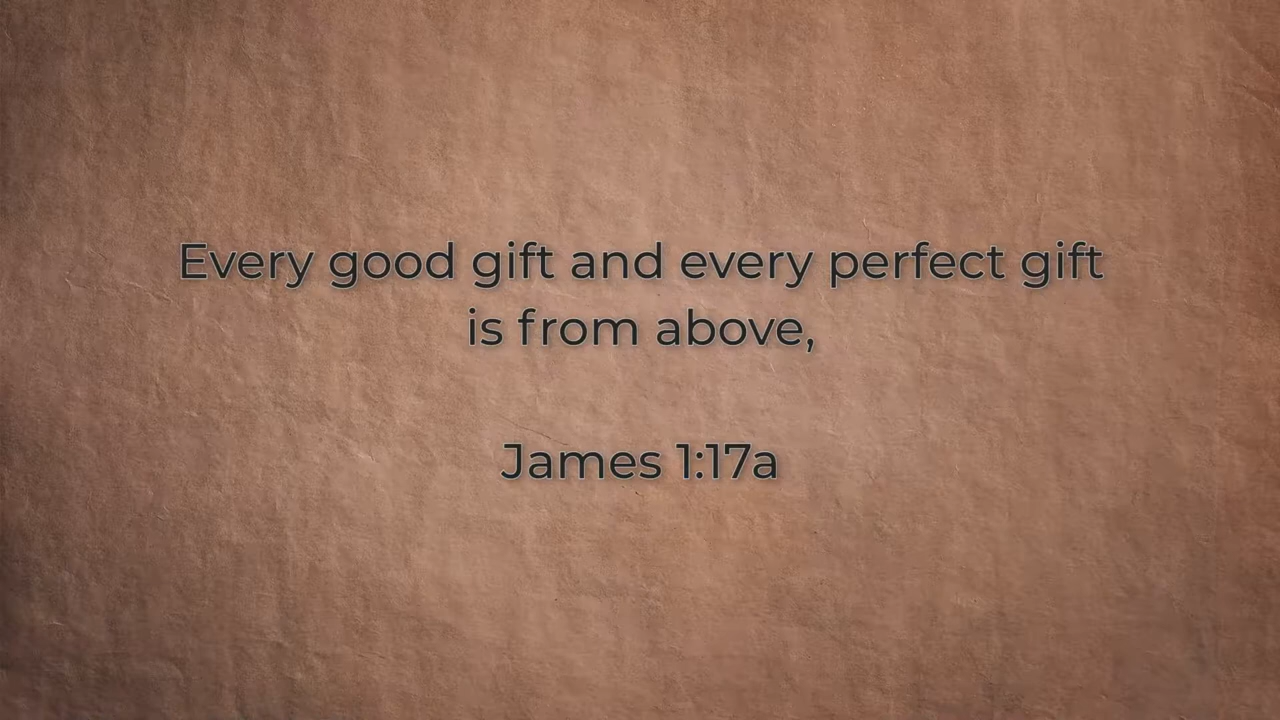 Every good gift and every perfect gift
is from above,
James 1:17a